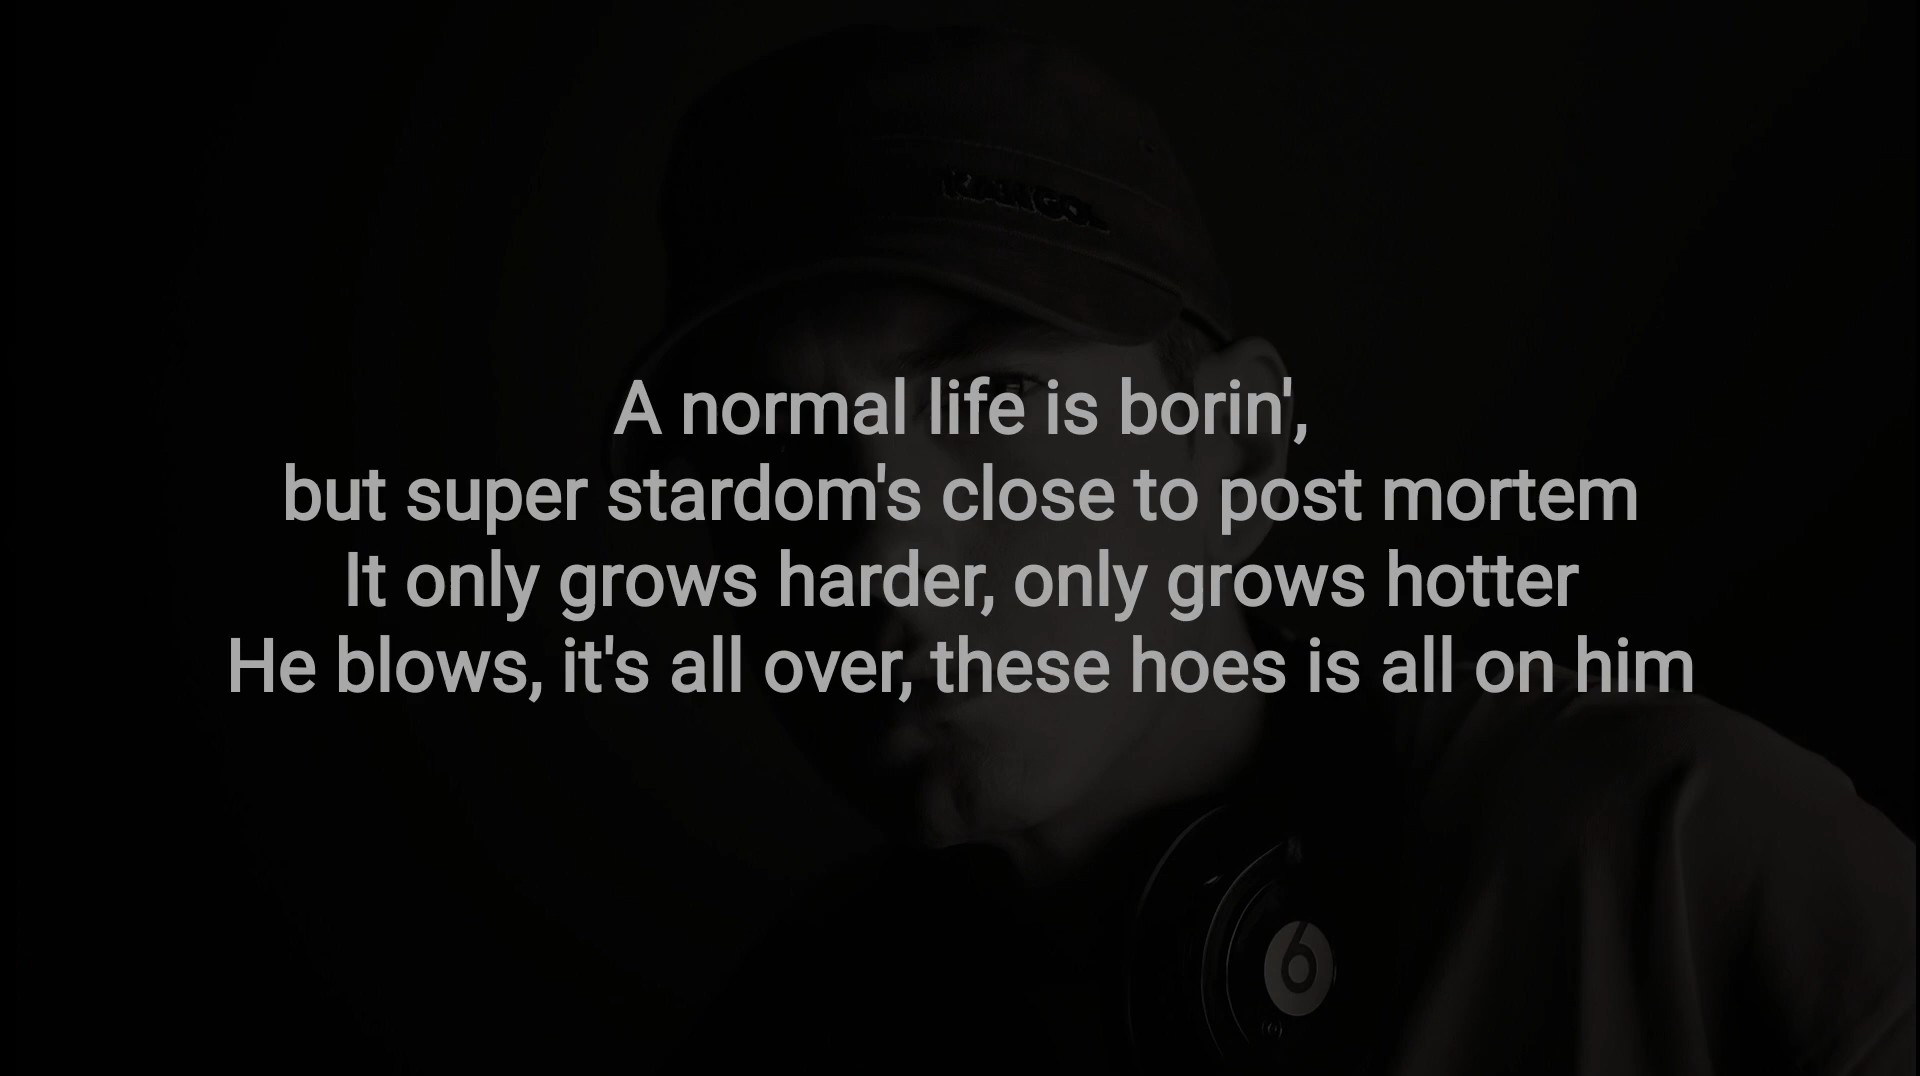 KANGOL
A normal life is borin',
but super stardom's close to post mortem
It only grows harder, only grows hotter
He blows, it's all over, these hoes is all on him